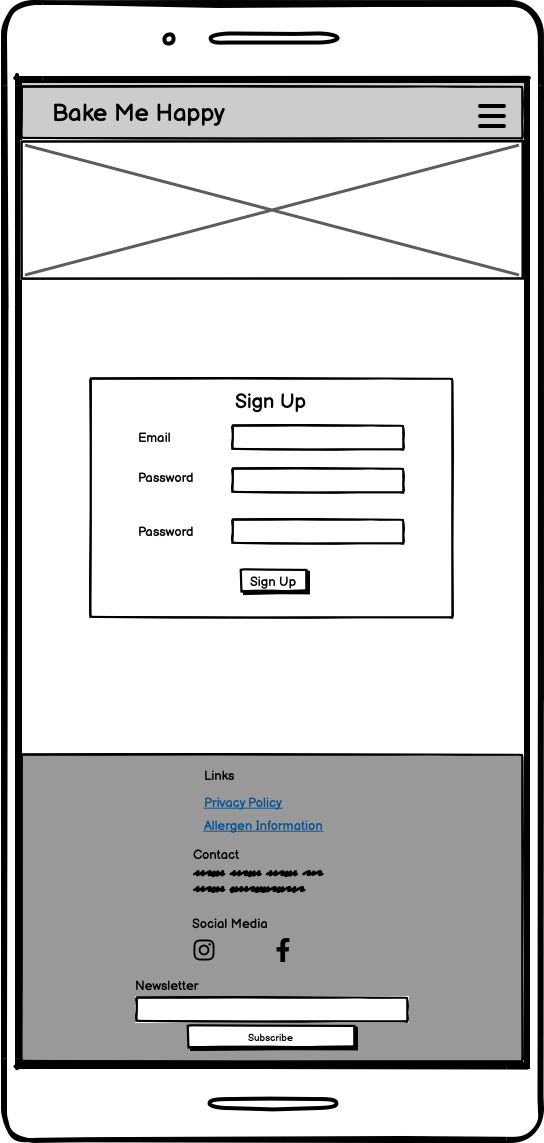 Bake Me Happy
Sign Up
Email
Password
Password
Sign Up
Links
Privacy Policy
Allergen Information
Contact
Social Media
Newsletter
Subscribe